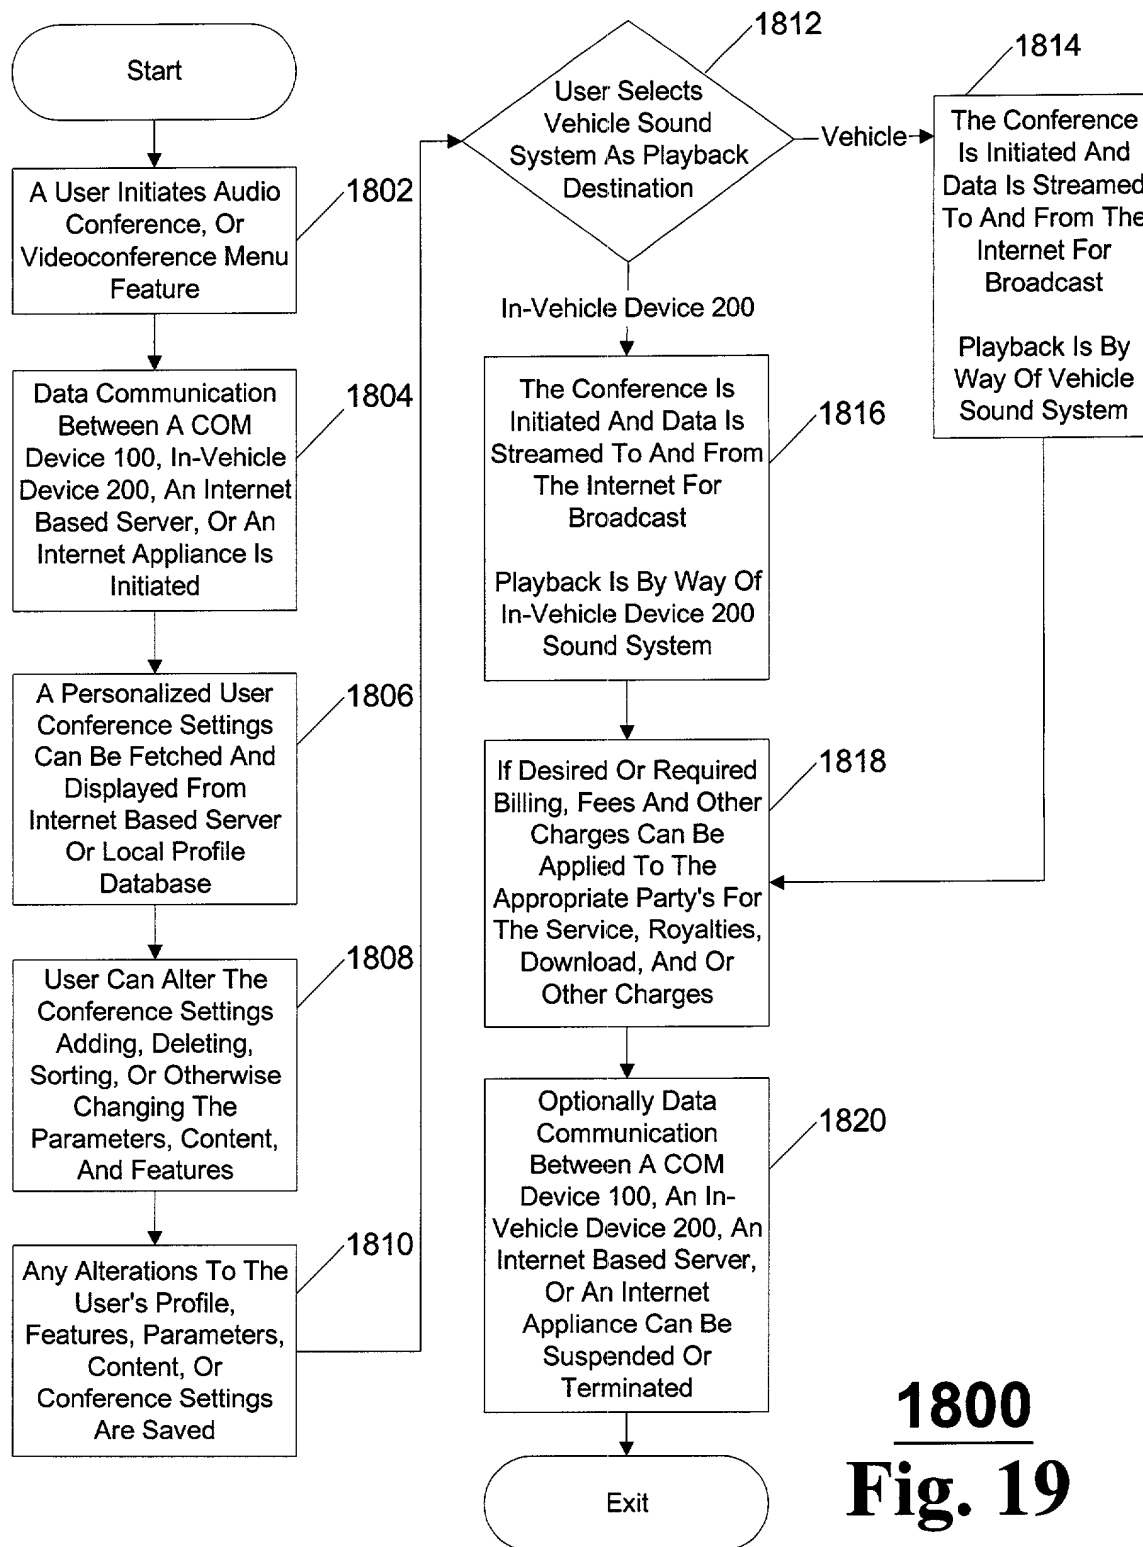 Start
A User Initiates Audio
Conference, Or
Videoconference Menu
Feature
1802
Data Communication
Between A COM
Device 100, In-Vehicle
Device 200, An Internet
Based Server, Or An
Internet Appliance Is
Initiated
1804
A Personalized User
Conference Settings
Can Be Fetched And
Displayed From
Internet Based Server
Or Local Profile
Database
1806
User Can Alter The
Conference Settings
Adding, Deleting,
Sorting, Or Otherwise
Changing The
Parameters, Content,
And Features
1808
Any Alterations To The
User's Profile,
Features, Parameters,
Content, Or
Conference Settings
Are Saved
1810
User Selects
Vehicle Sound
System As Playback
Destination
1812
Vehicle
In-Vehicle Device 200
The Conference
Is Initiated And
Data Is Streamed
To And From The
Internet For
Broadcast
Playback Is By
Way Of Vehicle
Sound System
1814
The Conference Is
Initiated And Data Is
Streamed To And From
The Internet For
Broadcast
Playback Is By Way Of
In-Vehicle Device 200
Sound System
1816
If Desired Or Required
Billing, Fees And Other
Charges Can Be
Applied To The
Appropriate Party's For
The Service, Royalties,
Download, And Or
Other Charges
1818
Optionally Data
Communication
Between A COM
Device 100, An In-
Vehicle Device 200, An
Internet Based Server,
Or An Internet
Appliance Can Be
Suspended Or
Terminated
1820
Exit
1800
Fig. 19